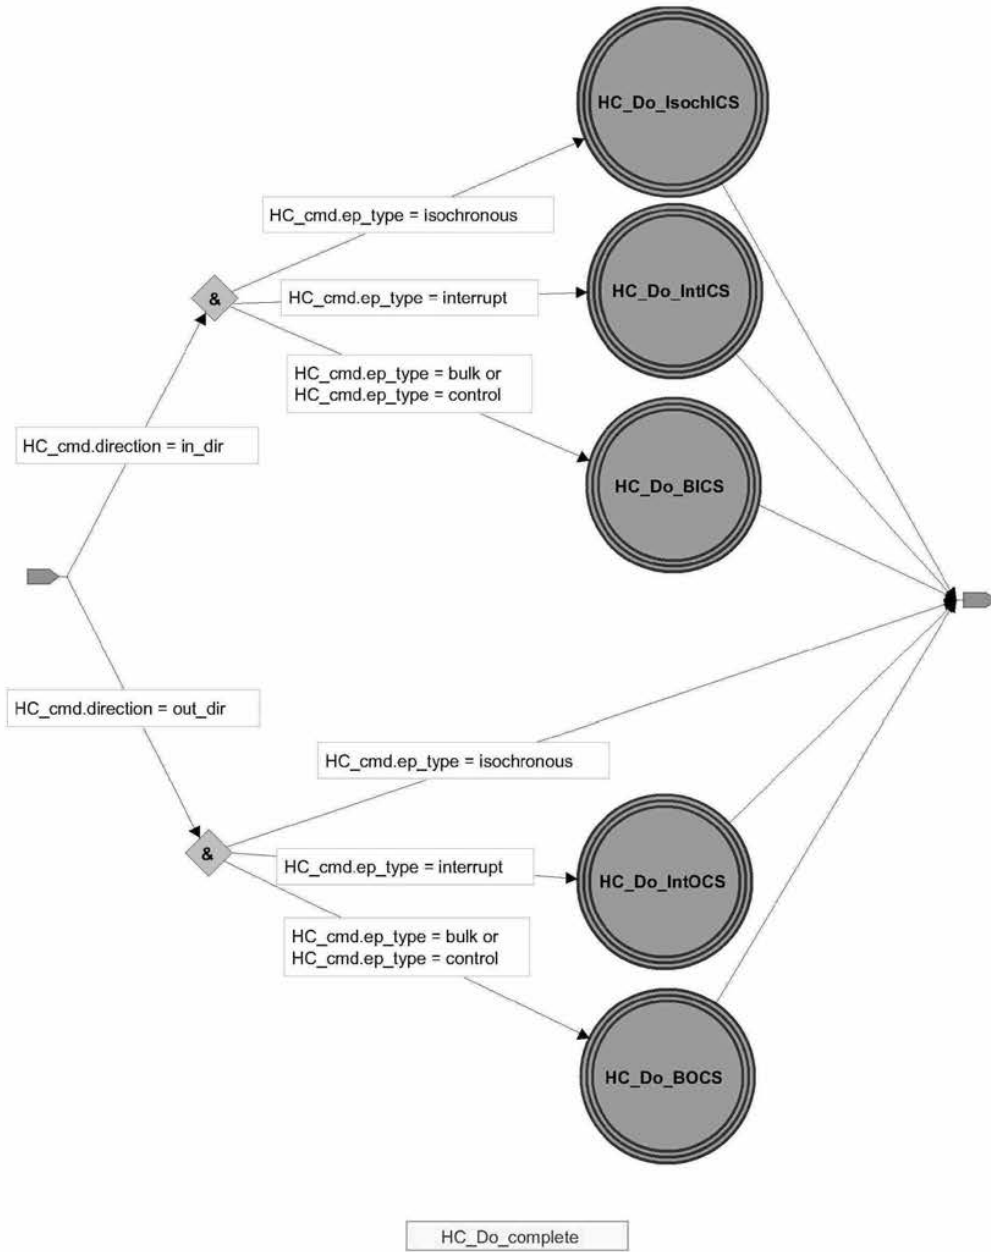 HC_Do_IsochICS
HC_cmd.ep_type = isochronous
&
HC_cmd.ep_type = interrupt
HC_Do_IntICS
HC_cmd.ep_type = bulk or
HC_cmd.ep_type = control
HC_cmd.direction = in_dir
HC_Do_BICS
HC_cmd.direction = out_dir
HC_cmd.ep_type = isochronous
&
HC_cmd.ep_type = interrupt
HC_Do_IntOCS
HC_cmd.ep_type = bulk or
HC_cmd.ep_type = control
HC_Do_BOCS
HC_Do_complete